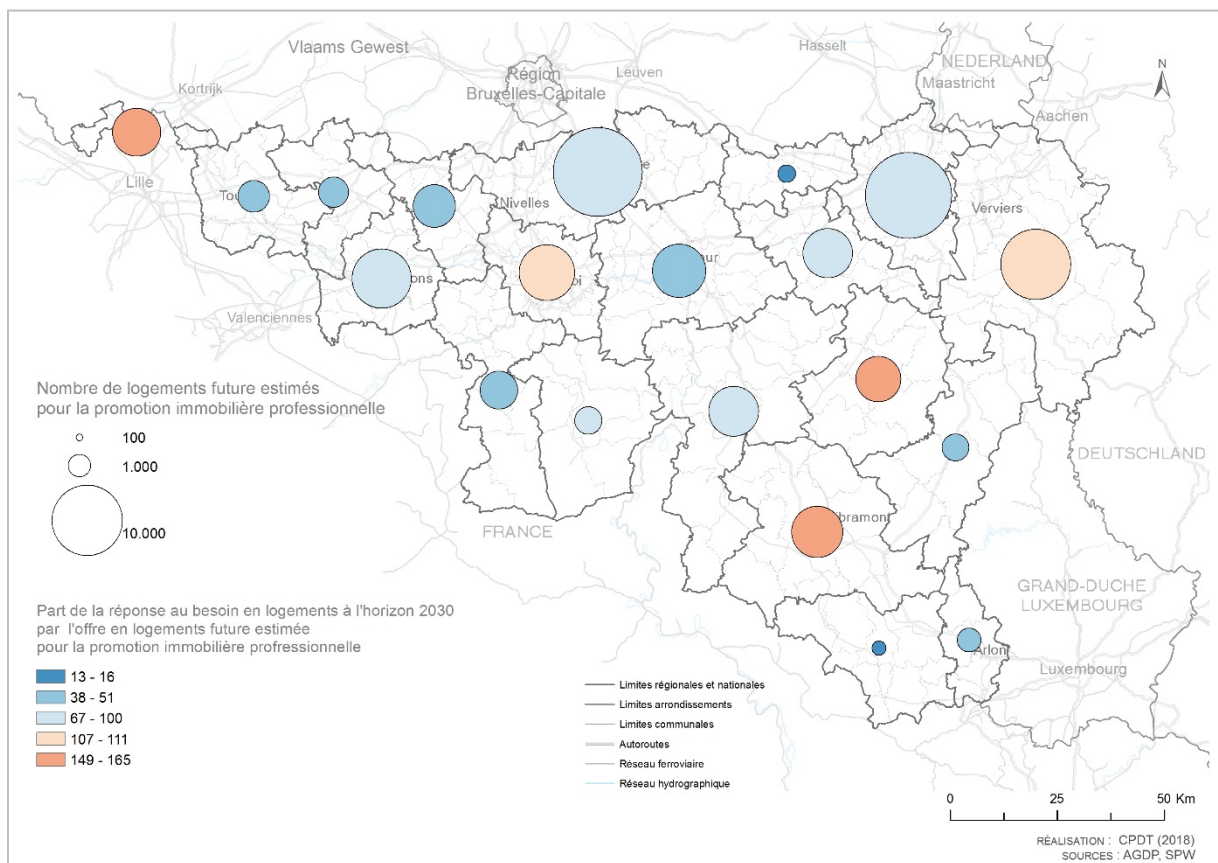 Vlaams Gewest
Hasselt
NEDERLAND
Leuven
Région
Bruxelles-Capitale
Maastricht
N
Kortrijk
Aachen
Lille
Tou
Nivelles
e
Verviers
ons
oi
ur
Valenciennes
Nombre de logements future estimés
pour la promotion immobilière professionnelle
100
1.000
10.000
DEUTSCHLAND
FRANCE
bramont
GRAND-DUCHE
LUXEMBOURG
Part de la réponse au besoin en logements à l'horizon 2030
par l'offre en logements future estimée
pour la promotion immobilière profressionnelle
13 - 16
38 - 51
67 - 100
107 - 111
149 - 165
Arlon
Luxembourg
Limites régionales et nationales
Limites arrondissements
Limites communales
Autoroutes
Réseau ferroviaire
Réseau hydrographique
0 25 50 Km
RÉALISATION : CPDT (2018)
SOURCES : AGDP, SPW